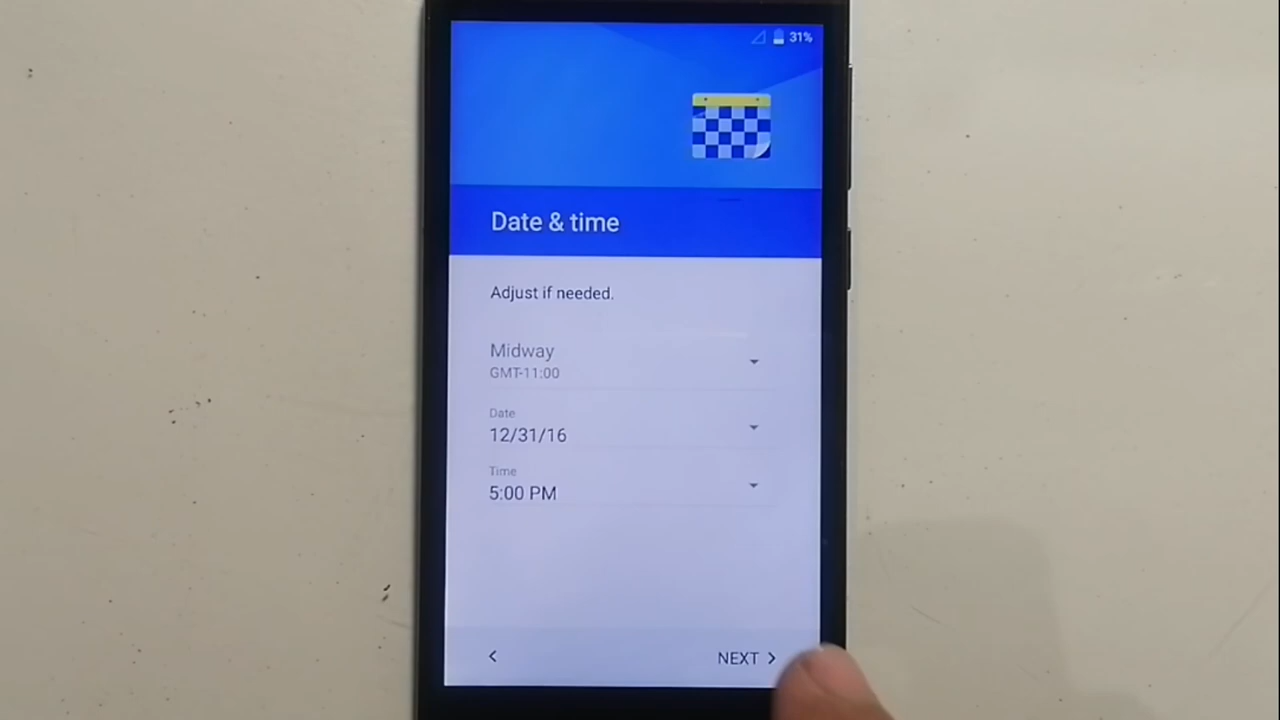 31%
Date & time
Adjust if needed.
Midway
GMT-11:00
Date
12/31/16
Time
5:00 PM
NEXT